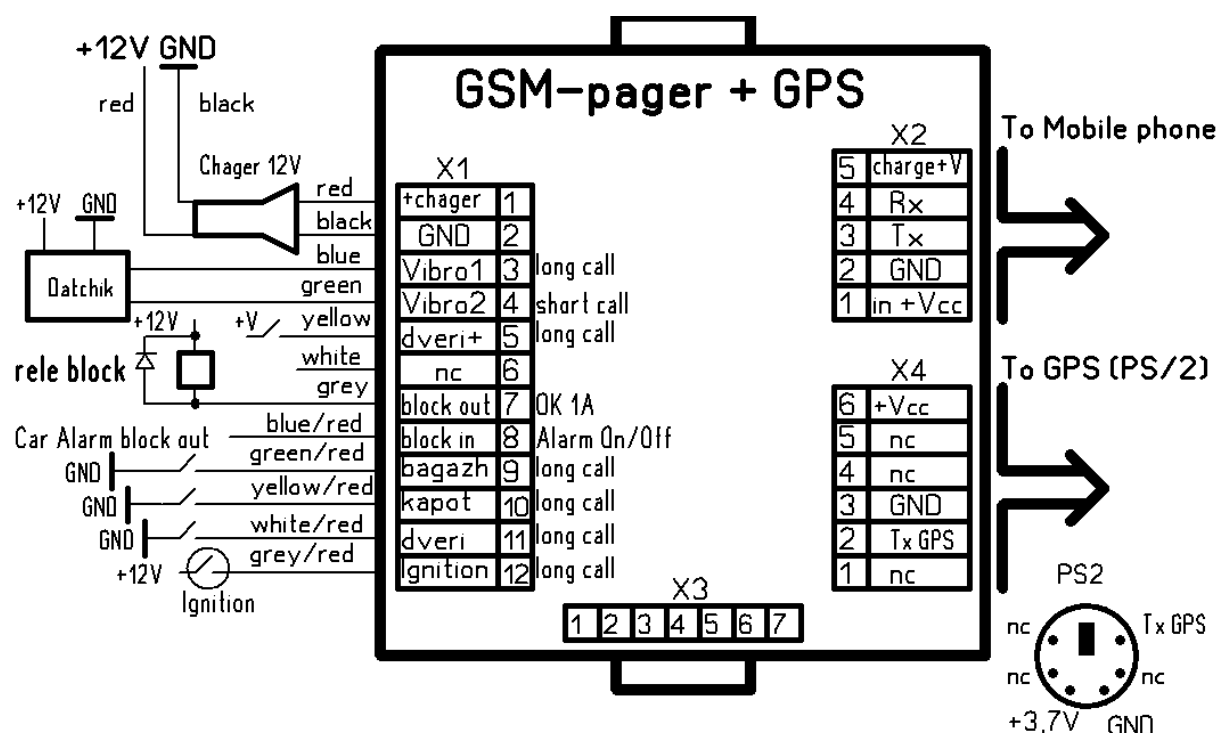 GSM-pager + GPS
+12V GND
red
black
Chager 12V
+12V
GND
Datchik
red
black
blue
green
+12V
+V
yellow
white
rele block
grey
Car Alarm block out
blue/red
green/red
GND
yellow/red
GND
white/red
GND
grey/red
+12V
Ignition
X1
+chager 1
GND 2
Vibro1 3 long call
Vibro2 4 short call
dveri+ 5 long call
nc 6
block out 7 OK 1A
block in 8 Alarm On/Off
bagazh 9 long call
kapot 10 long call
dveri 11 long call
Ignition 12 long call
X2
5 charge+V
4 Rx
3 Tx
2 GND
1 in +Vcc
To Mobile phone
X4
6 +Vcc
5 nc
4 nc
3 GND
2 Tx GPS
1 nc
To GPS (PS/2)
X3
1 2 3 4 5 6 7
PS2
nc
Tx GPS
nc
nc
+3,7V
GND